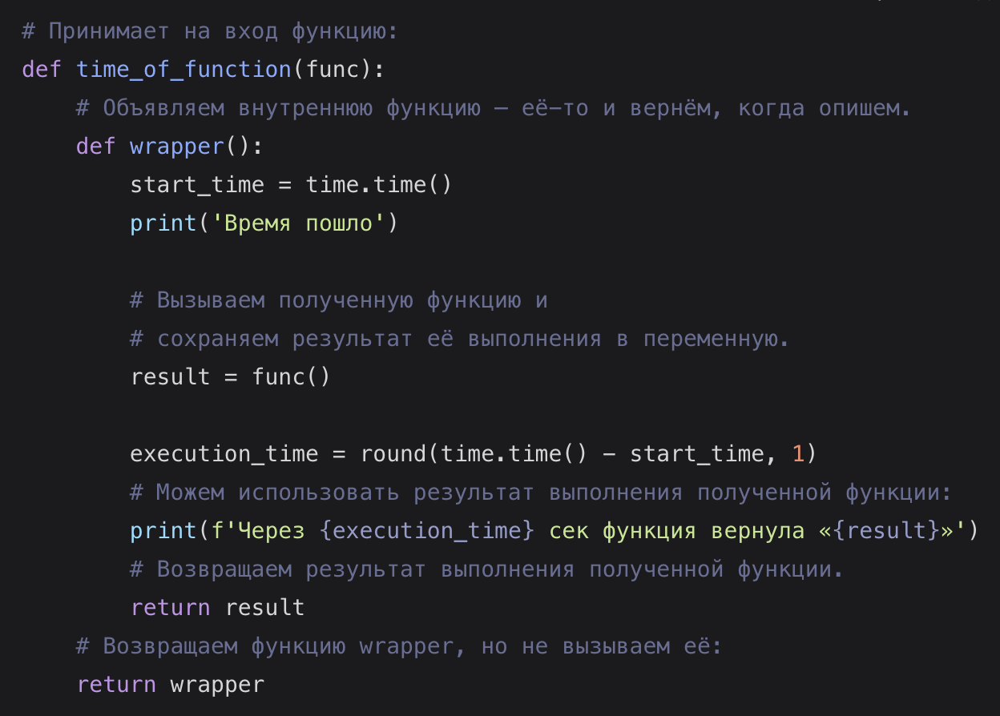 # Принимает на вход функцию:
def time_of_function(func):
    # Объявляем внутреннюю функцию — её-то и вернём, когда опишем.
    def wrapper():
        start_time = time.time()
        print('Время пошло')
        # Вызываем полученную функцию и
        # сохраняем результат её выполнения в переменную.
        result = func()
        execution_time = round(time.time() - start_time, 1)
        # Можем использовать результат выполнения полученной функции:
        print(f'Через {execution_time} сек функция вернула «{result}»')
        # Возвращаем результат выполнения полученной функции.
        return result
    # Возвращаем функцию wrapper, но не вызываем её:
    return wrapper